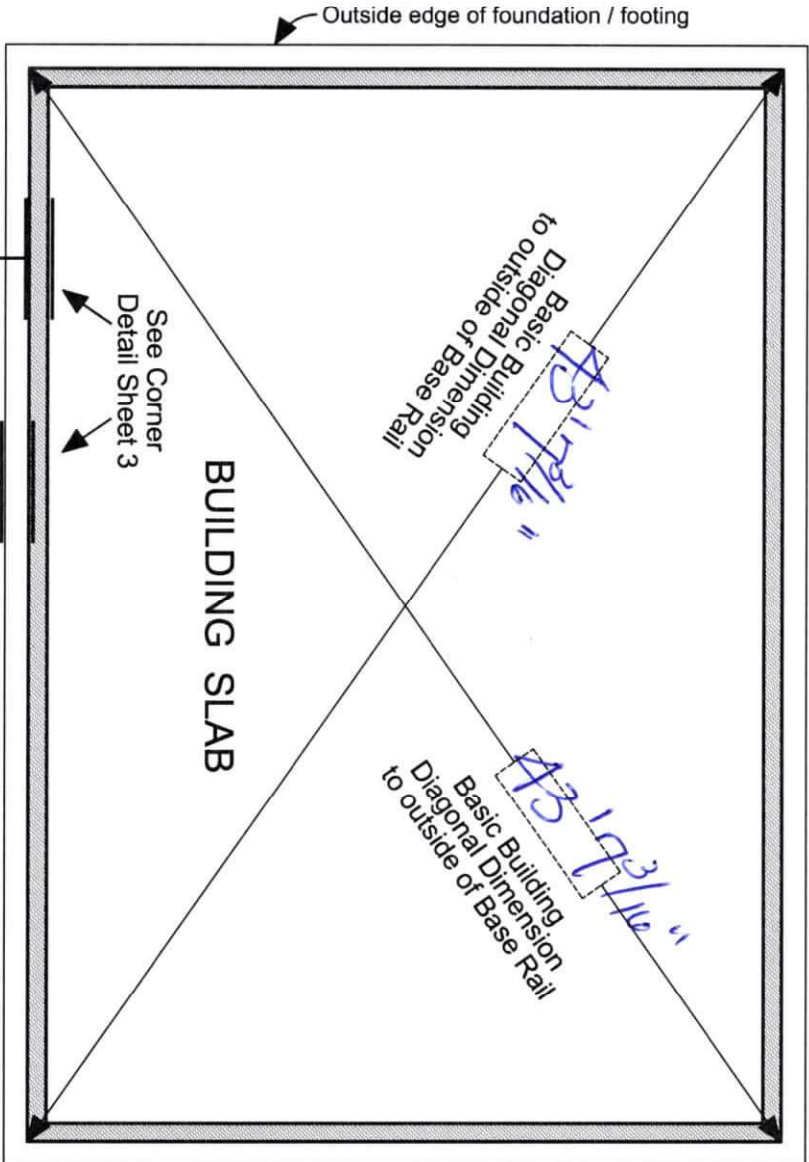 Outside edge of foundation / footing
Basic Building
Diagonal Dimension
to outside of Base Rail
43' 7 3/16"
43' 7 3/16"
Basic Building
Diagonal Dimension
to outside of Base Rail
See Corner
Detail Sheet 3
BUILDING SLAB